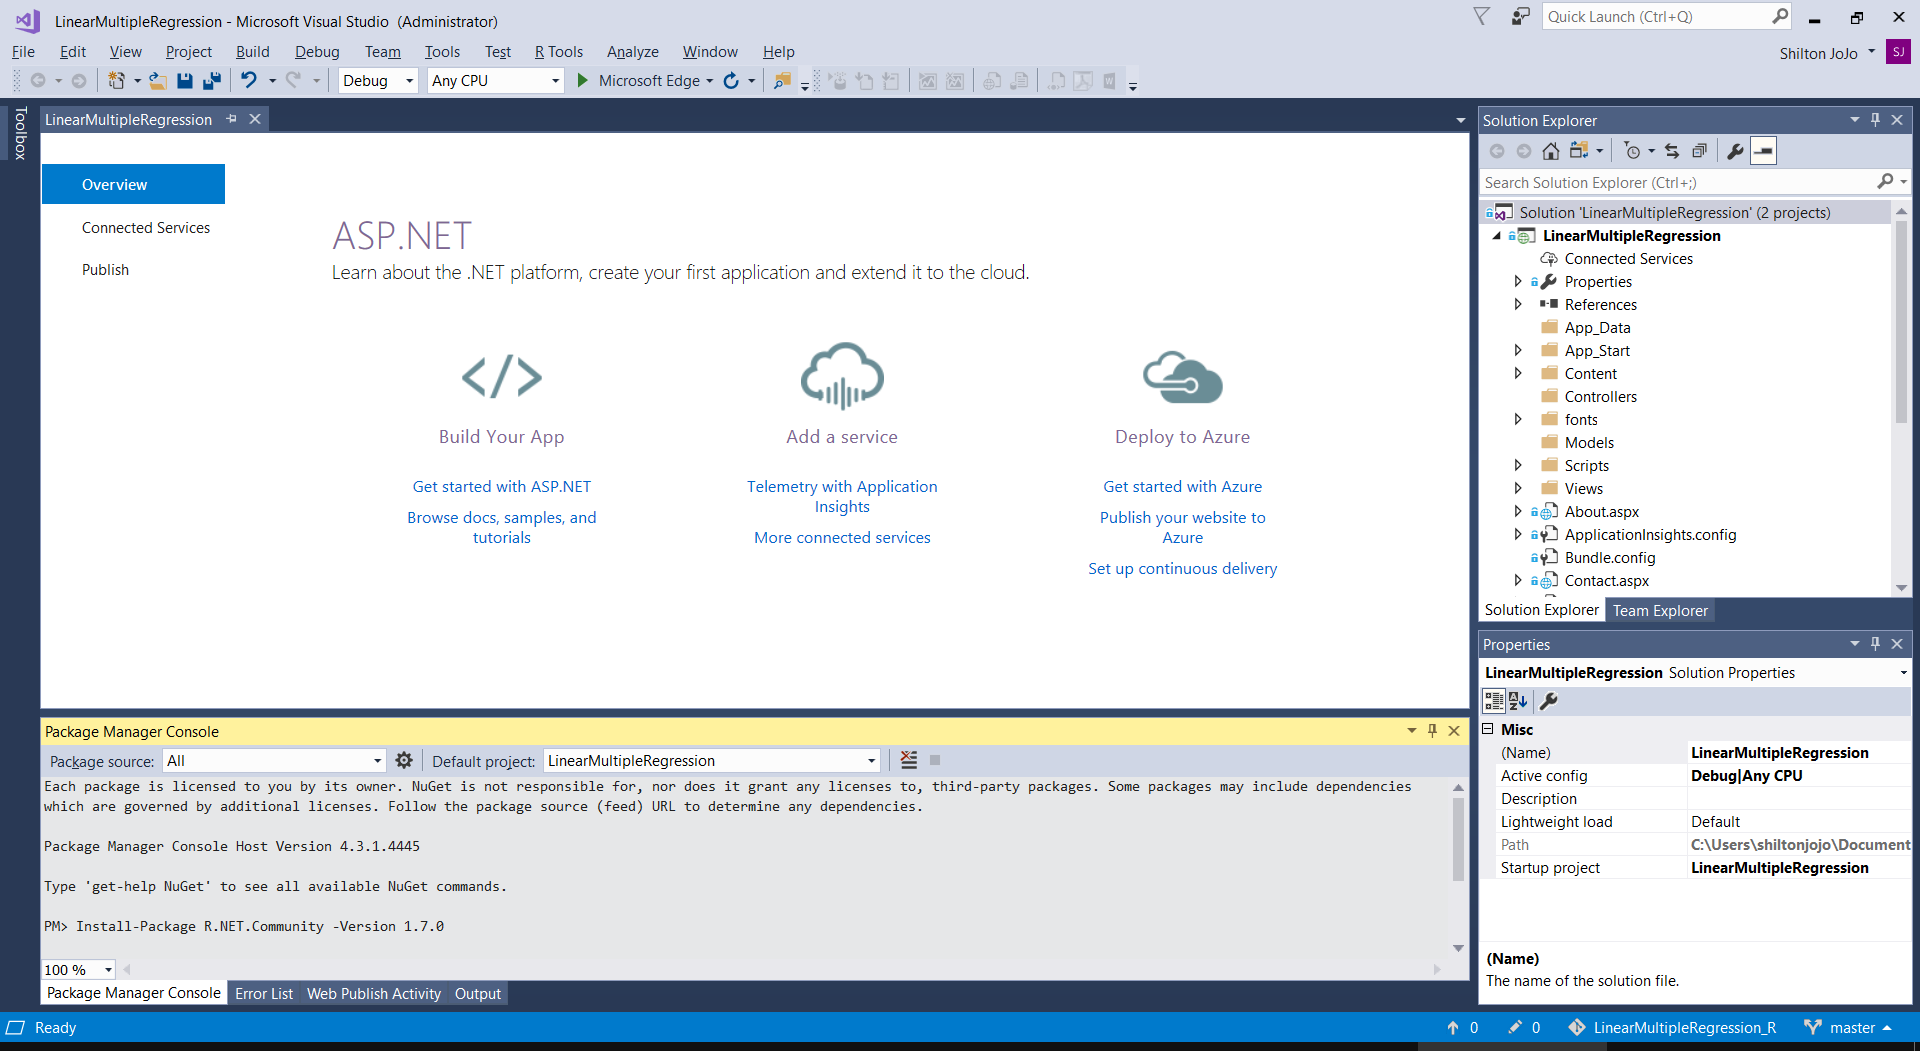 LinearMultipleRegression - Microsoft Visual Studio (Administrator)
Quick Launch (Ctrl+Q)
File Edit View Project Build Debug Team Tools Test R Tools Analyze Window Help
Shilton JoJo SJ
Debug Any CPU Microsoft Edge
Toolbox
LinearMultipleRegression
Overview
Connected Services
Publish
ASP.NET
Learn about the .NET platform, create your first application and extend it to the cloud.
Build Your App
Get started with ASP.NET
Browse docs, samples, and
tutorials
Add a service
Telemetry with Application
Insights
More connected services
Deploy to Azure
Get started with Azure
Publish your website to
Azure
Set up continuous delivery
Solution Explorer
Search Solution Explorer (Ctrl+;)
Solution 'LinearMultipleRegression' (2 projects)
LinearMultipleRegression
Connected Services
Properties
References
App_Data
App_Start
Content
Controllers
fonts
Models
Scripts
Views
About.aspx
ApplicationInsights.config
Bundle.config
Contact.aspx
Solution Explorer Team Explorer
Properties
LinearMultipleRegression Solution Properties
Misc
(Name) LinearMultipleRegression
Active config Debug|Any CPU
Description
Lightweight load Default
Path C:\Users\shiltonjojo\Document
Startup project LinearMultipleRegression
(Name)
The name of the solution file.
Package Manager Console
Package source: All Default project: LinearMultipleRegression
Each package is licensed to you by its owner. NuGet is not responsible for, nor does it grant any licenses to, third-party packages. Some packages may include dependencies
which are governed by additional licenses. Follow the package source (feed) URL to determine any dependencies.
Package Manager Console Host Version 4.3.1.4445
Type 'get-help NuGet' to see all available NuGet commands.
PM> Install-Package R.NET.Community -Version 1.7.0
100 %
Package Manager Console Error List Web Publish Activity Output
Ready 0 0 LinearMultipleRegression_R master